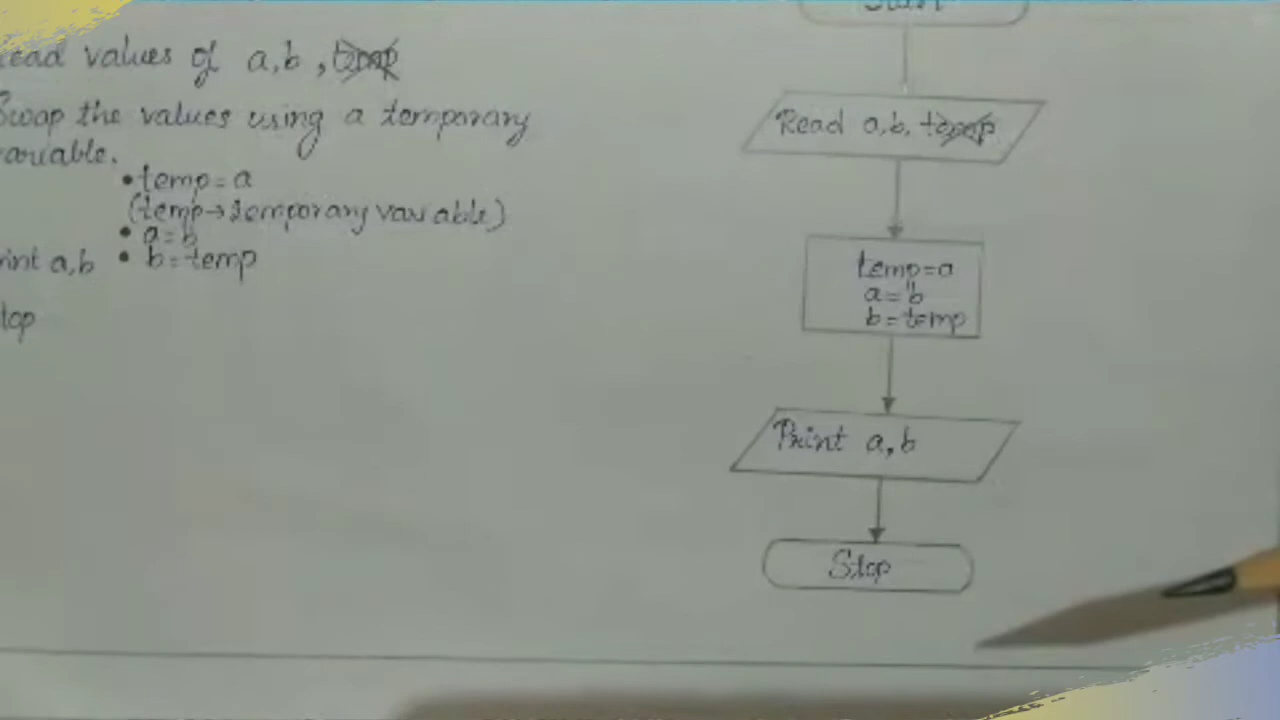 ead values of a,b, temp
Swap the values using a temporary
variable.
• temp=a
(temp→temporary variable)
• a=b
rint a,b • b=temp
top
Start
Read a,b, temp
temp=a
a=b
b=temp
Print a,b
Stop